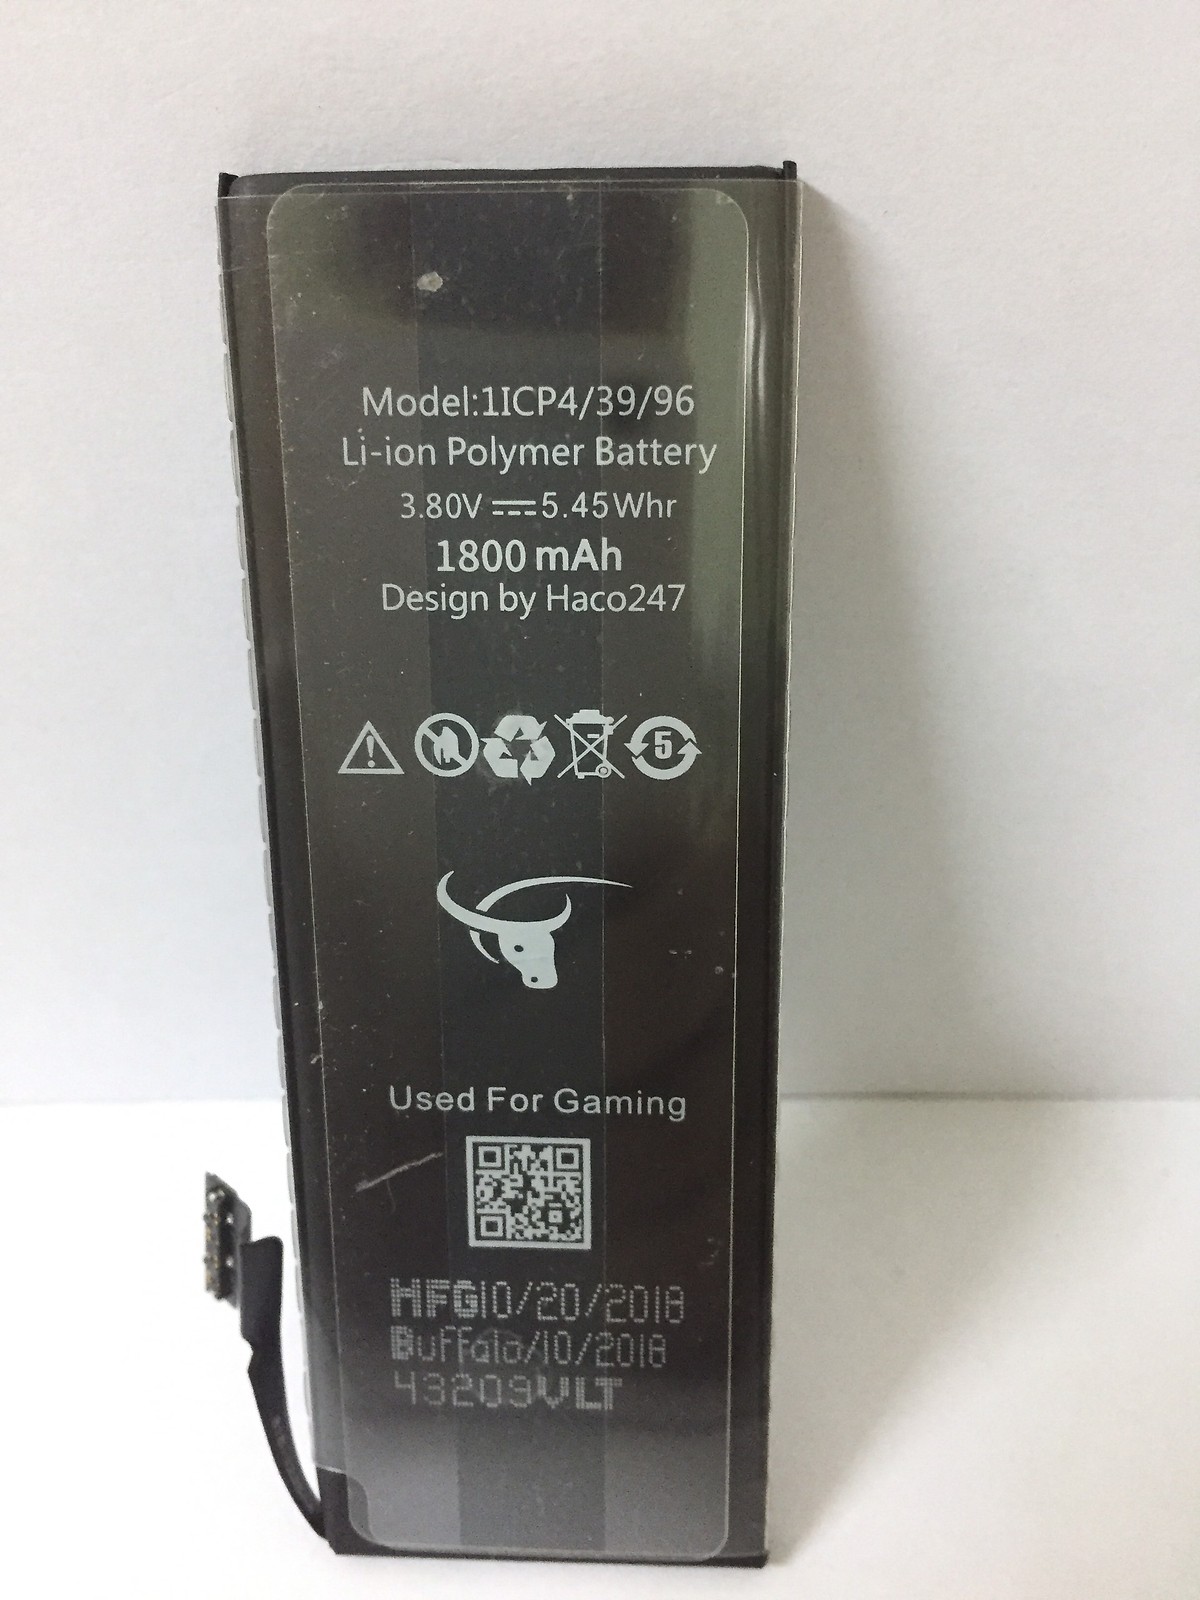 Model:1ICP4/39/96
Li-ion Polymer Battery
3.80V ⎓ 5.45Whr
1800 mAh
Design by Haco247
5
Used For Gaming
HFG10/20/2018
Buffalo/10/2018
43209VLT